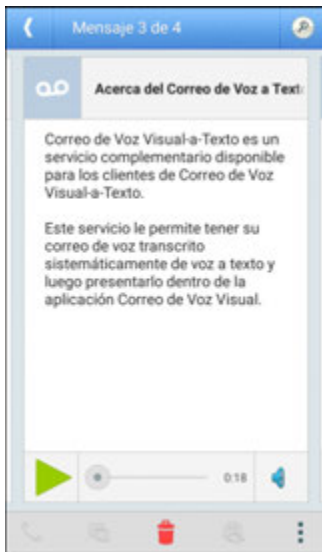 Mensaje 3 de 4
Acerca del Correo de Voz a Text
Correo de Voz Visual-a-Texto es un
servicio complementario disponible
para los clientes de Correo de Voz
Visual-a-Texto.
Este servicio le permite tener su
correo de voz transcrito
sistemáticamente de voz a texto y
luego presentarlo dentro de la
aplicación Correo de Voz Visual.
0:18